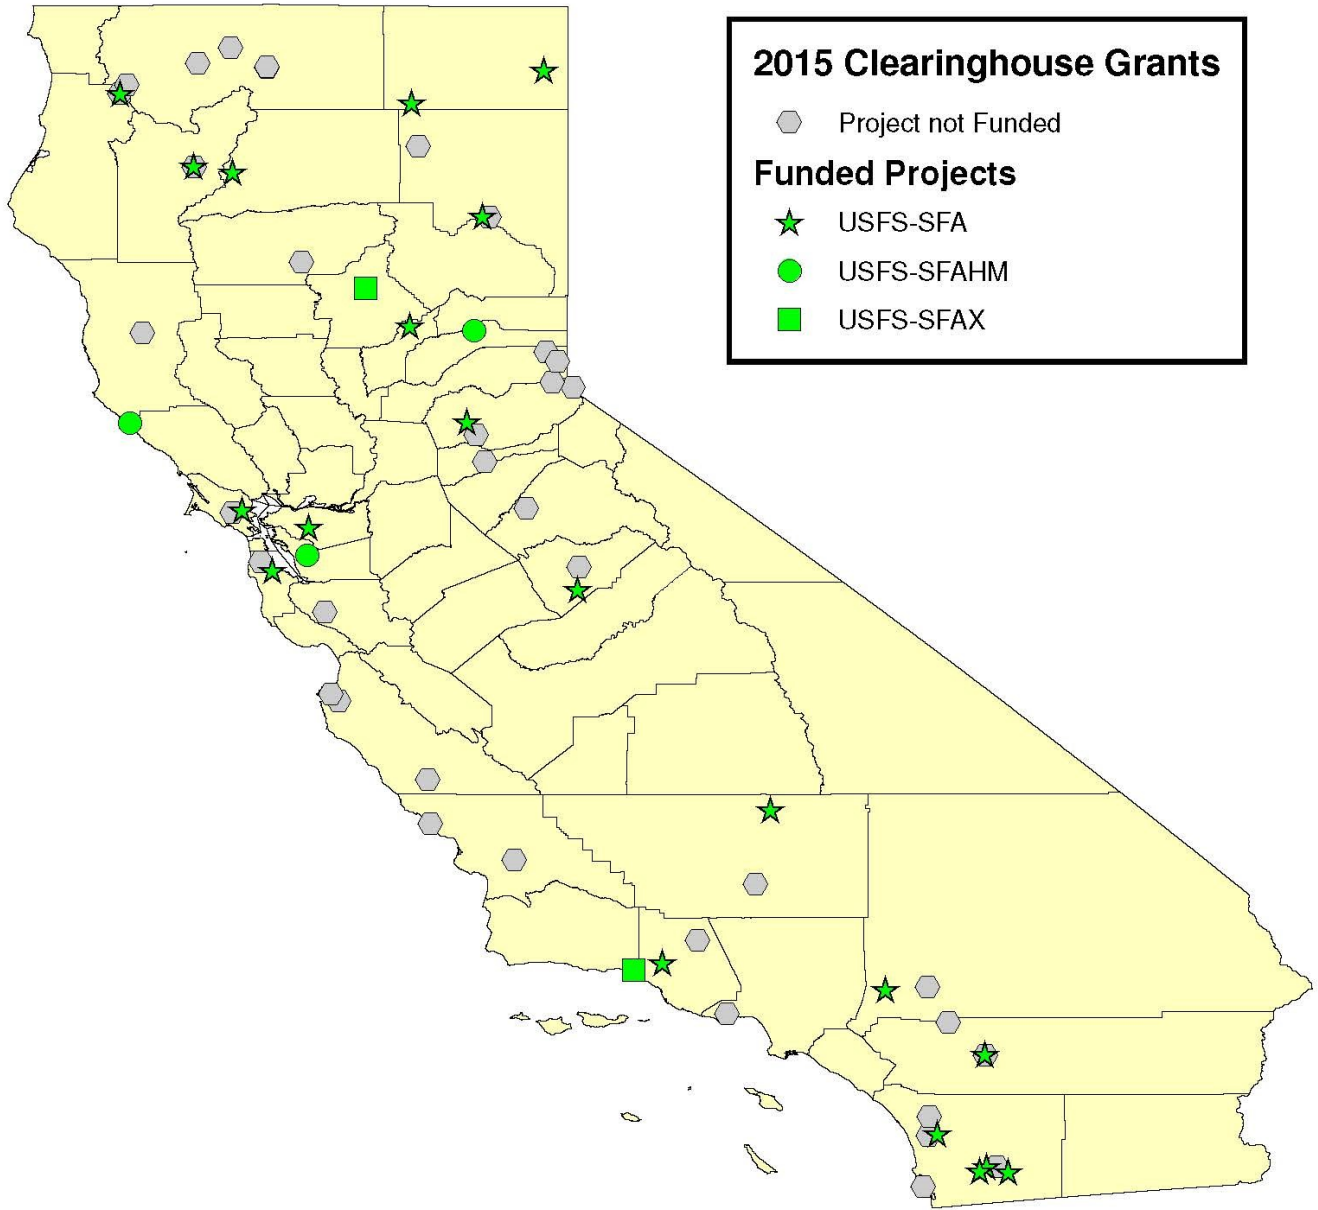 2015 Clearinghouse Grants
Project not Funded
Funded Projects
USFS-SFA
USFS-SFAHM
USFS-SFAX